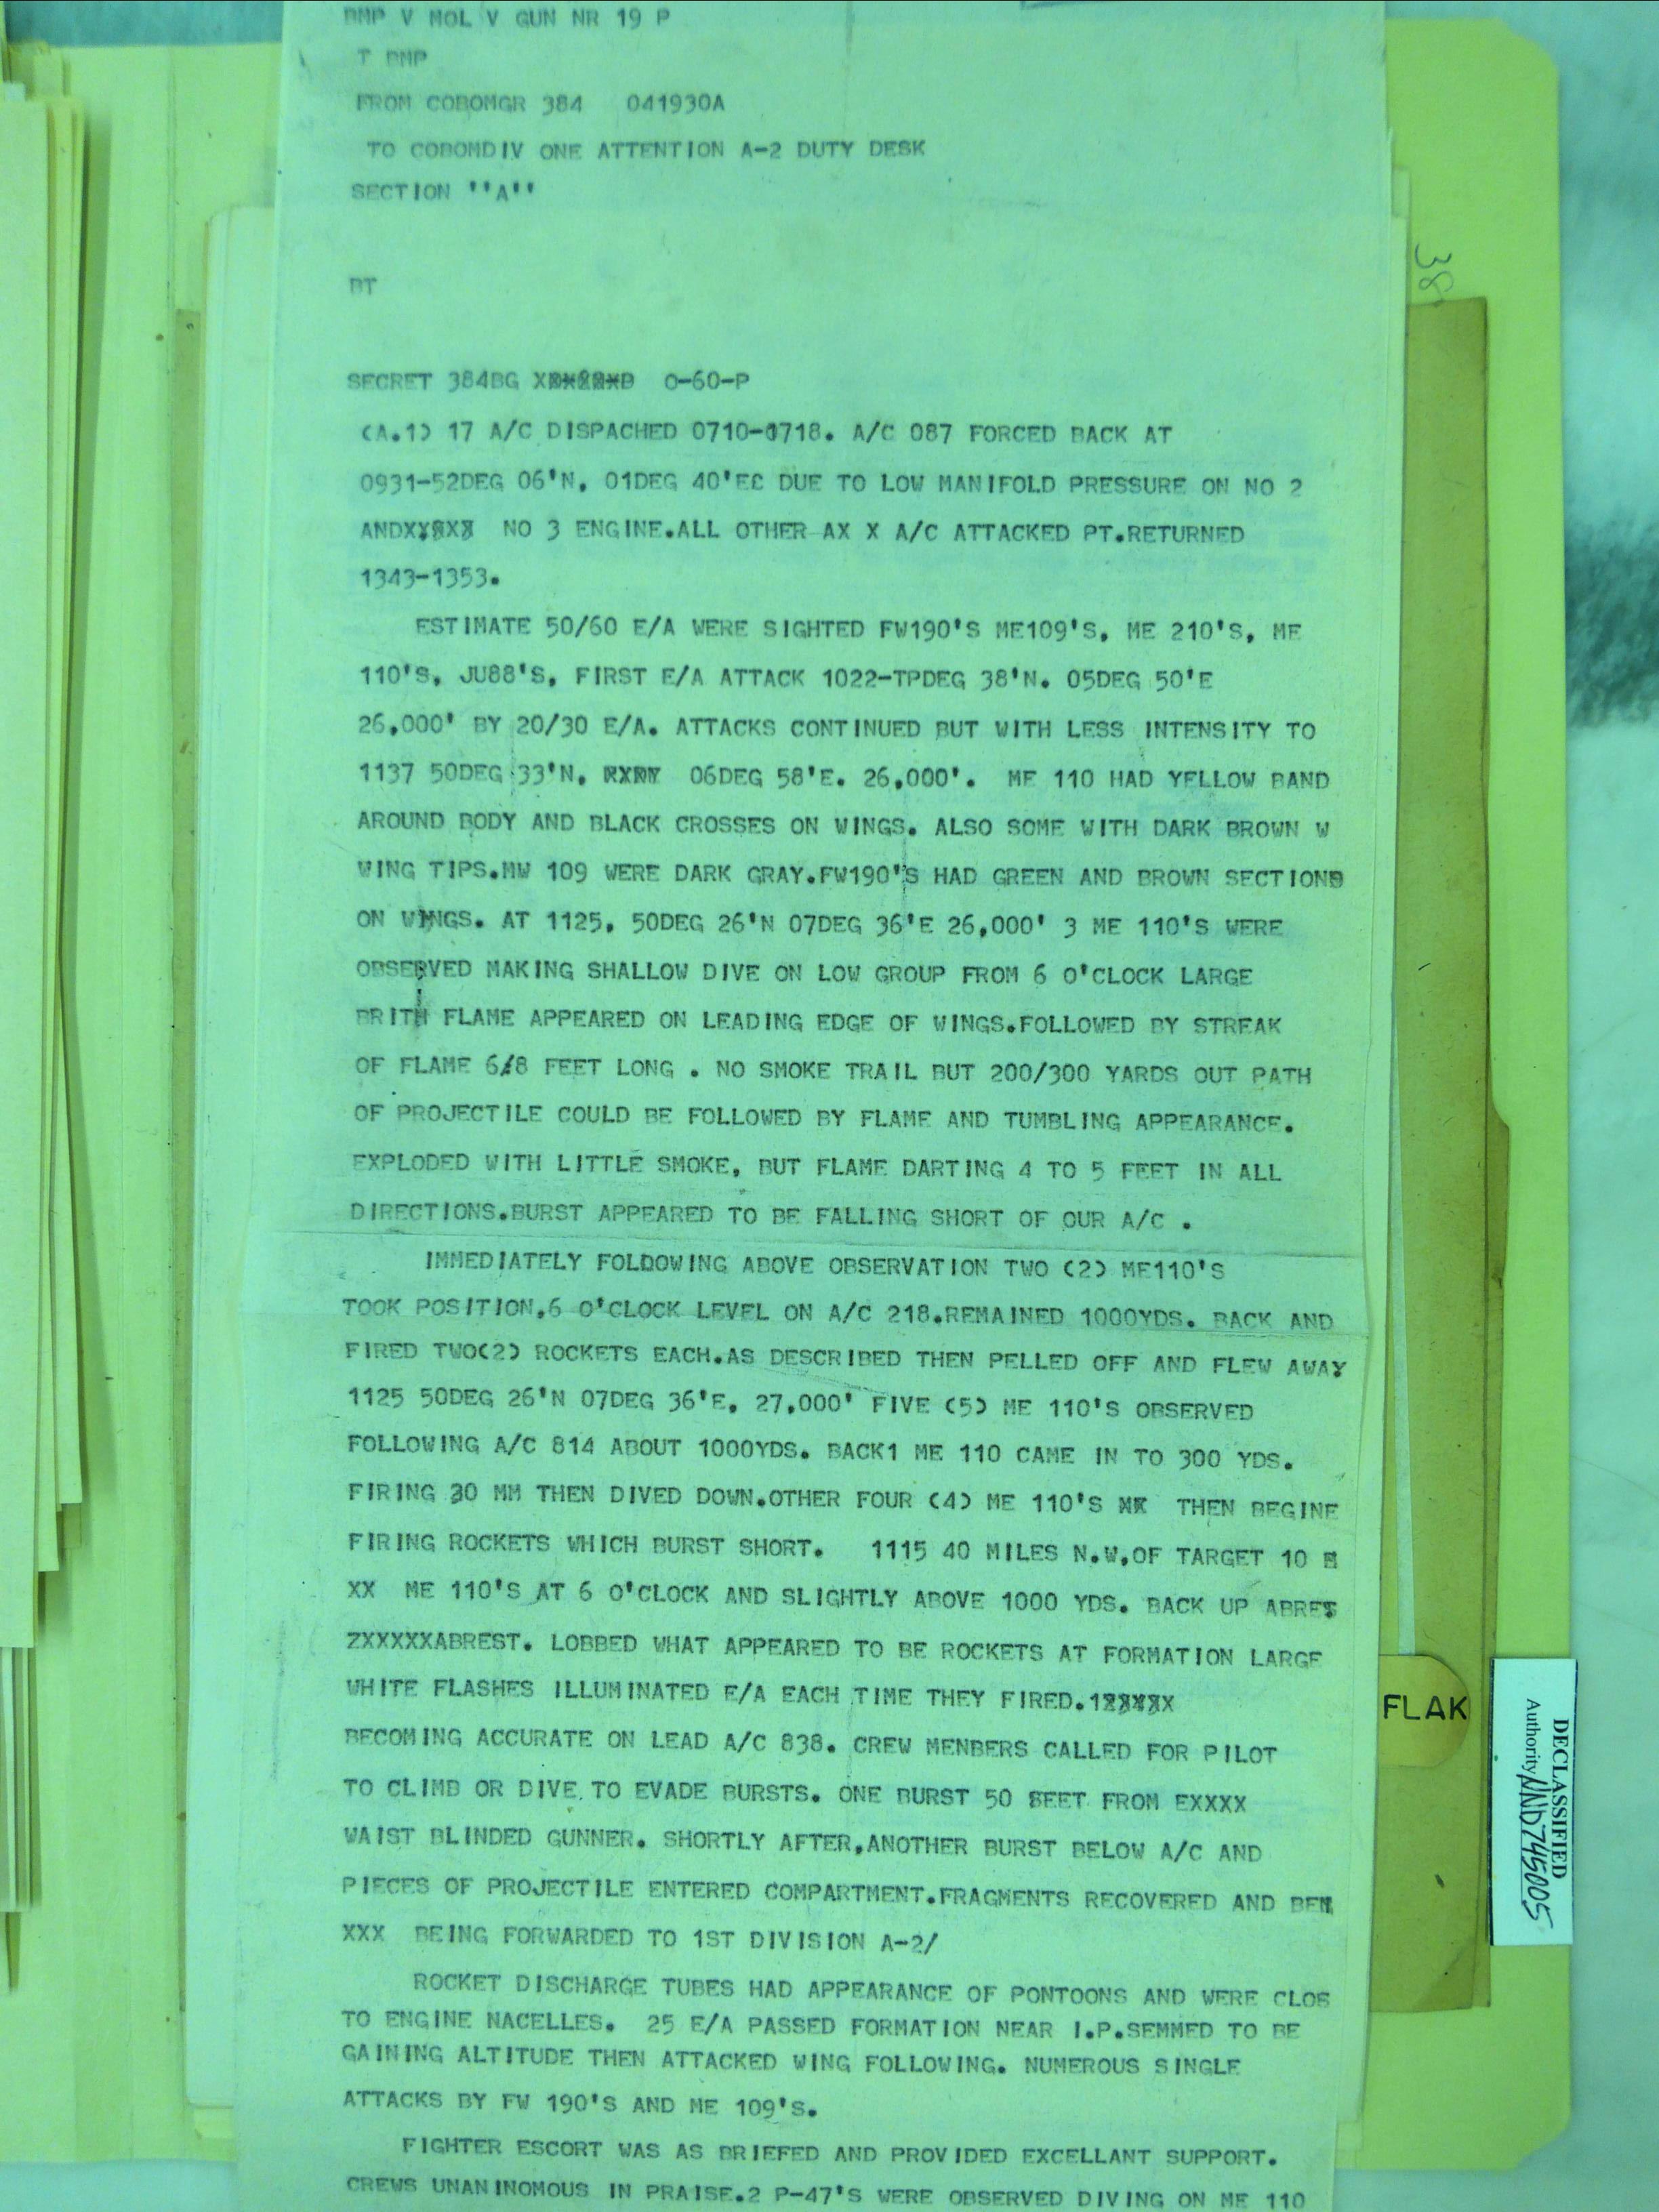 BMP V MOL V GUN NR 19 P
T BMP
FROM COBOMGR 384 041930A
TO COBOMDIV ONE ATTENTION A-2 DUTY DESK
SECTION ''A''
BT
SECRET 384BG O-60-P
(A.1) 17 A/C DISPACHED 0710-0718. A/C 087 FORCED BACK AT
0931-52DEG 06'N, 01DEG 40'EC DUE TO LOW MANIFOLD PRESSURE ON NO 2
ANDXXXXX NO 3 ENGINE.ALL OTHER AX X A/C ATTACKED PT.RETURNED
1343-1353.
ESTIMATE 50/60 E/A WERE SIGHTED FW190'S ME109'S, ME 210'S, ME
110'S, JU88'S, FIRST E/A ATTACK 1022-TPDEG 38'N. 05DEG 50'E
26,000' BY 20/30 E/A. ATTACKS CONTINUED BUT WITH LESS INTENSITY TO
1137 50DEG 33'N, 06DEG 58'E. 26,000'. ME 110 HAD YELLOW BAND
AROUND BODY AND BLACK CROSSES ON WINGS. ALSO SOME WITH DARK BROWN W
WING TIPS.MW 109 WERE DARK GRAY.FW190'S HAD GREEN AND BROWN SECTIONS
ON WINGS. AT 1125, 50DEG 26'N 07DEG 36'E 26,000' 3 ME 110'S WERE
OBSERVED MAKING SHALLOW DIVE ON LOW GROUP FROM 6 O'CLOCK LARGE
BRITH FLAME APPEARED ON LEADING EDGE OF WINGS.FOLLOWED BY STREAK
OF FLAME 6/8 FEET LONG . NO SMOKE TRAIL BUT 200/300 YARDS OUT PATH
OF PROJECTILE COULD BE FOLLOWED BY FLAME AND TUMBLING APPEARANCE.
EXPLODED WITH LITTLE SMOKE, BUT FLAME DARTING 4 TO 5 FEET IN ALL
DIRECTIONS.BURST APPEARED TO BE FALLING SHORT OF OUR A/C .
IMMEDIATELY FOLDOWING ABOVE OBSERVATION TWO (2) ME110'S
TOOK POSITION,6 O'CLOCK LEVEL ON A/C 218.REMAINED 1000YDS. BACK AND
FIRED TWO(2) ROCKETS EACH.AS DESCRIBED THEN PELLED OFF AND FLEW AWAY
1125 50DEG 26'N 07DEG 36'E, 27,000' FIVE (5) ME 110'S OBSERVED
FOLLOWING A/C 814 ABOUT 1000YDS. BACK1 ME 110 CAME IN TO 300 YDS.
FIRING 20 MM THEN DIVED DOWN.OTHER FOUR (4) ME 110'S THEN BEGINE
FIRING ROCKETS WHICH BURST SHORT. 1115 40 MILES N.W.OF TARGET 10
XX ME 110'S AT 6 O'CLOCK AND SLIGHTLY ABOVE 1000 YDS. BACK UP ABRES
ZXXXXXABREST. LOBBED WHAT APPEARED TO BE ROCKETS AT FORMATION LARGE
WHITE FLASHES ILLUMINATED E/A EACH TIME THEY FIRED.
BECOMING ACCURATE ON LEAD A/C 838. CREW MENBERS CALLED FOR PILOT
TO CLIMB OR DIVE TO EVADE BURSTS. ONE BURST 50 FEET FROM EXXXX
WAIST BLINDED GUNNER. SHORTLY AFTER,ANOTHER BURST BELOW A/C AND
PIECES OF PROJECTILE ENTERED COMPARTMENT.FRAGMENTS RECOVERED AND
XXX BEING FORWARDED TO 1ST DIVISION A-2/
ROCKET DISCHARGE TUBES HAD APPEARANCE OF PONTOONS AND WERE CLOS
TO ENGINE NACELLES. 25 E/A PASSED FORMATION NEAR I.P.SEMMED TO BE
GAINING ALTITUDE THEN ATTACKED WING FOLLOWING. NUMEROUS SINGLE
ATTACKS BY FW 190'S AND ME 109'S.
FIGHTER ESCORT WAS AS BRIEFED AND PROVIDED EXCELLANT SUPPORT.
CREWS UNANINOMOUS IN PRAISE.2 P-47'S WERE OBSERVED DIVING ON ME 110
FLAK
DECLASSIFIED
Authority NND745005